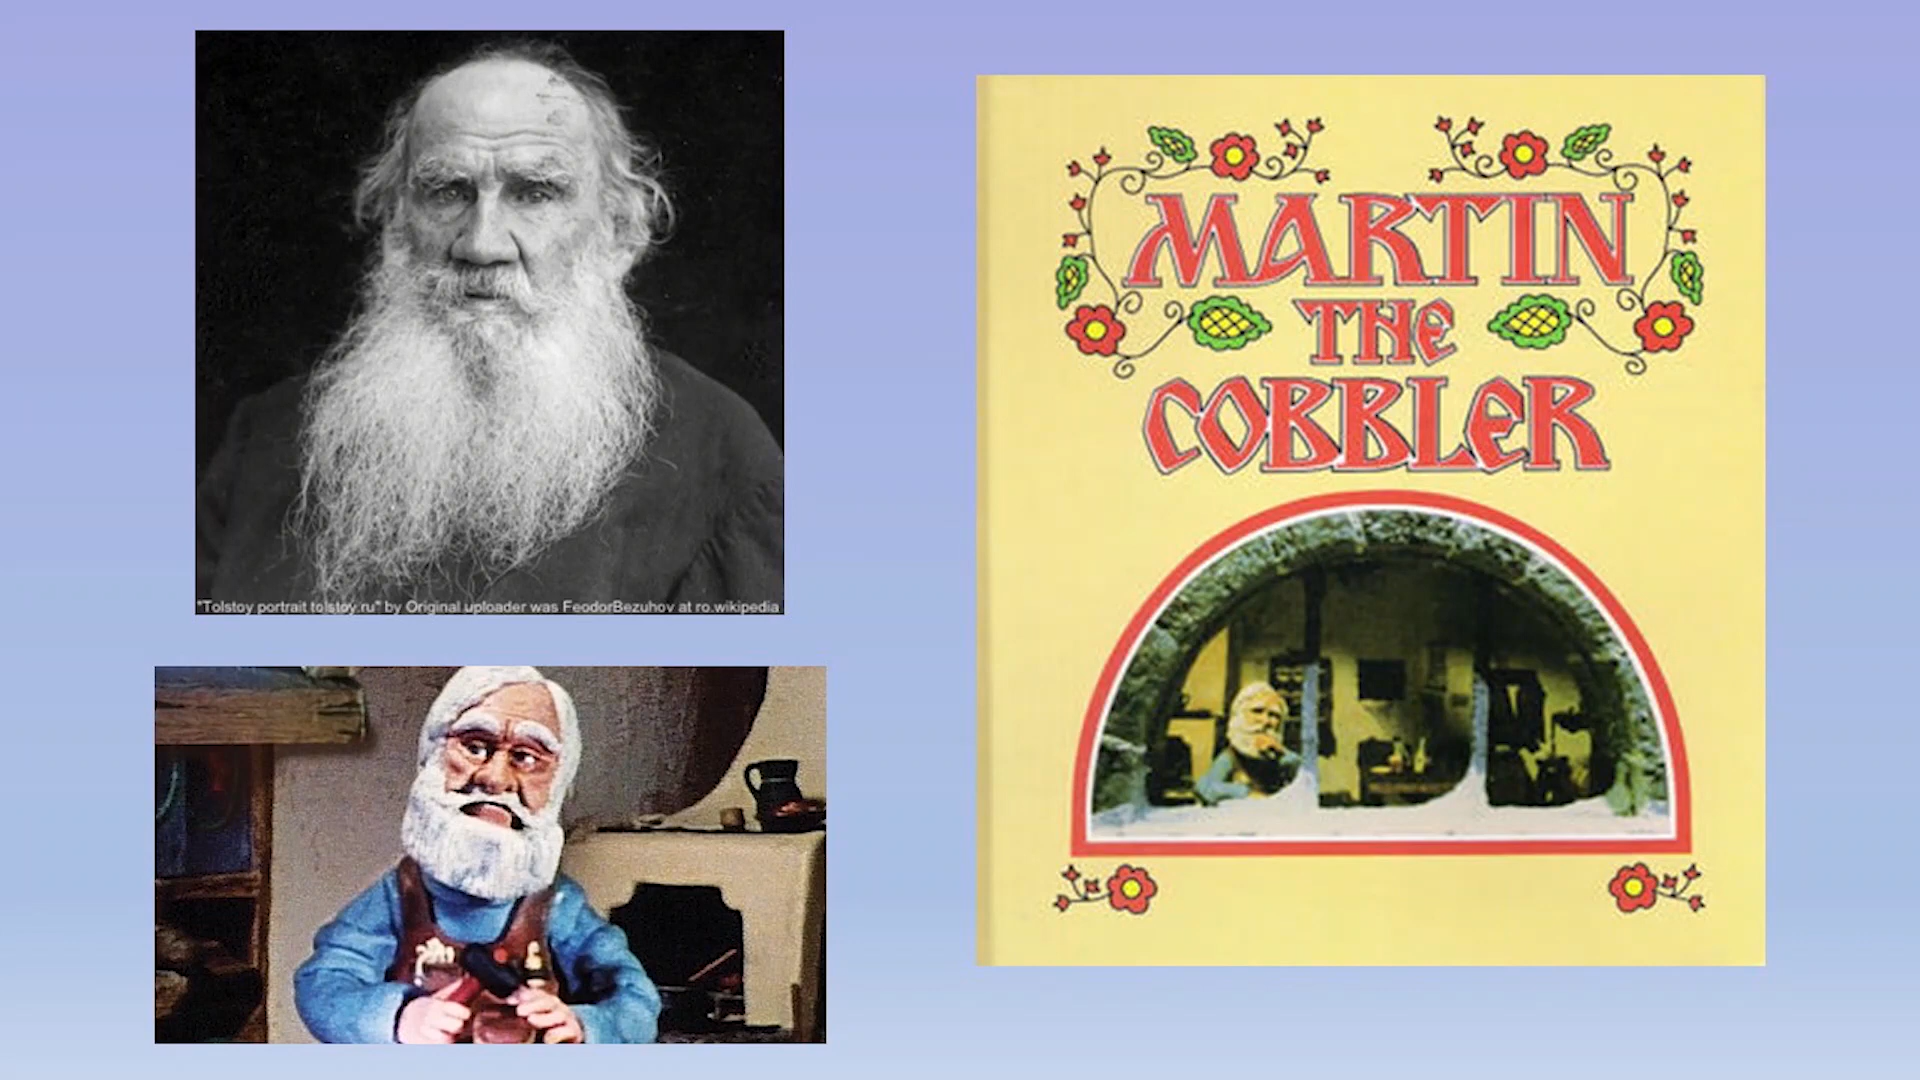 "Tolstoy portrait tolstoy.ru" by Original uploader was FeodorBezuhov at ro.wikipedia
MARTIN
THE
COBBLER